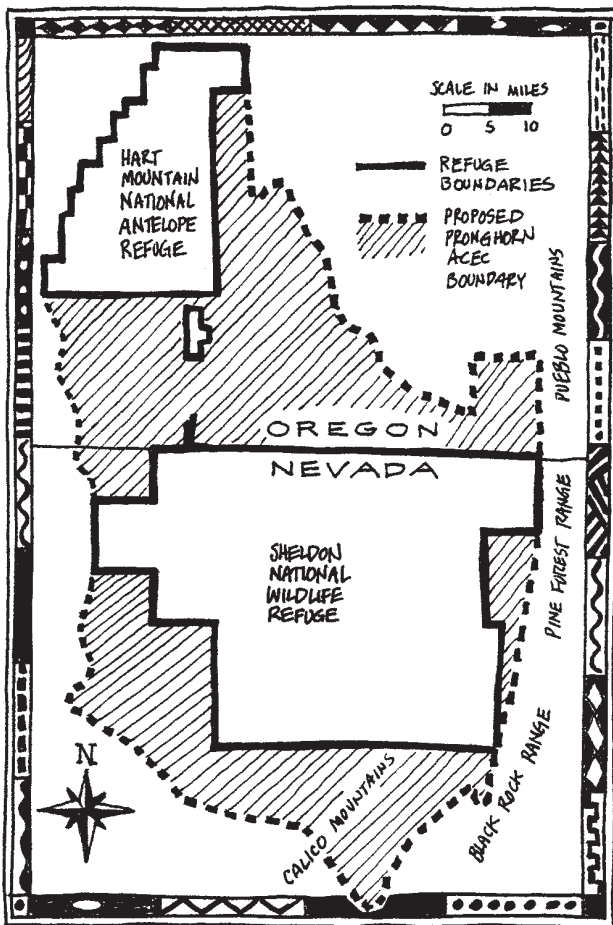 SCALE IN MILES
0 5 10
REFUGE
BOUNDARIES
PROPOSED
PRONGHORN
ACEC
BOUNDARY
HART
MOUNTAIN
NATIONAL
ANTELOPE
REFUGE
PUEBLO MOUNTAINS
OREGON
NEVADA
SHELDON
NATIONAL
WILDLIFE
REFUGE
PINE FOREST RANGE
BLACK ROCK RANGE
CALICO MOUNTAINS
N